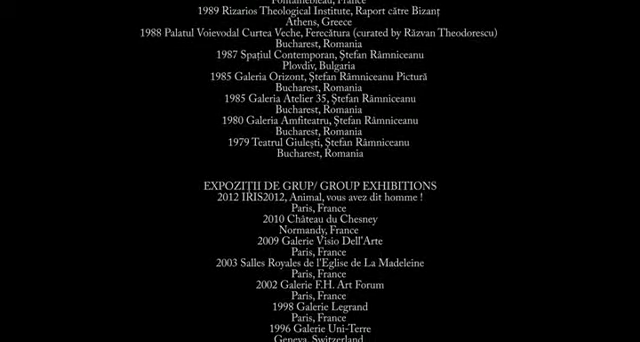 Fontainebleau, France
1989 Rizarios Theological Institute, Raport către Bizanț
Athens, Greece
1988 Palatul Voievodal Curtea Veche, Ferecătura (curated by Răzvan Theodorescu)
Bucharest, Romania
1987 Spațiul Contemporan, Ștefan Râmniceanu
Plovdiv, Bulgaria
1985 Galeria Orizont, Ștefan Râmniceanu Pictură
Bucharest, Romania
1985 Galeria Atelier 35, Ștefan Râmniceanu
Bucharest, Romania
1980 Galeria Amfiteatru, Ștefan Râmniceanu
Bucharest, Romania
1979 Teatrul Giulești, Ștefan Râmniceanu
Bucharest, Romania
EXPOZIȚII DE GRUP/ GROUP EXHIBITIONS
2012 IRIS2012, Animal, vous avez dit homme !
Paris, France
2010 Château du Chesney
Normandy, France
2009 Galerie Visio Dell'Arte
Paris, France
2003 Salles Royales de l'Eglise de La Madeleine
Paris, France
2002 Galerie F.H. Art Forum
Paris, France
1998 Galerie Legrand
Paris, France
1996 Galerie Uni-Terre
Geneva, Switzerland